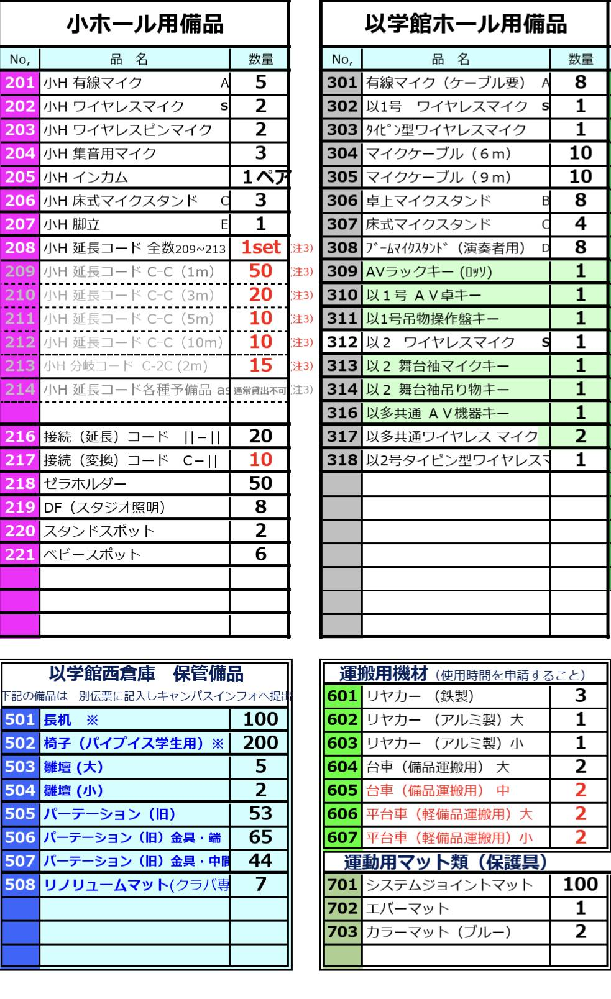 小ホール用備品
No, 品 名 数量
201 小H 有線マイク A 5
202 小H ワイヤレスマイク S 2
203 小H ワイヤレスピンマイク 2
204 小H 集音用マイク 3
205 小H インカム 1ペア
206 小H 床式マイクスタンド C 3
207 小H 脚立 E 1
208 小H 延長コード 全数209~213 1set (注3)
209 小H 延長コード C−C（1m） 50 (注3)
210 小H 延長コード C−C（3m） 20 (注3)
211 小H 延長コード C−C（5m） 10 (注3)
212 小H 延長コード C−C（10m） 10 (注3)
213 小H 分岐コード C-2C (2m) 15 (注3)
214 小H 延長コード各種予備品 as 通常貸出不可 (注3)
216 接続（延長）コード ||−|| 20
217 接続（変換）コード C−|| 10
218 ゼラホルダー 50
219 DF（スタジオ照明） 8
220 スタンドスポット 2
221 ベビースポット 6
以学館ホール用備品
No, 品 名 数量
301 有線マイク（ケーブル要） A 8
302 以1号 ワイヤレスマイク S 1
303 ﾀｲﾋﾟﾝ型ワイヤレスマイク 1
304 マイクケーブル（６ｍ） 10
305 マイクケーブル（９ｍ） 10
306 卓上マイクスタンド B 8
307 床式マイクスタンド C 4
308 ﾌﾞｰﾑﾏｲｸｽﾀﾝﾄﾞ（演奏者用） D 8
309 AVラックキー (ﾛｯｿﾘ) 1
310 以１号 ＡＶ卓キー 1
311 以1号吊物操作盤キー 1
312 以２ ワイヤレスマイク S 1
313 以２ 舞台袖マイクキー 1
314 以２ 舞台袖吊り物キー 1
316 以多共通 ＡＶ機器キー 1
317 以多共通ワイヤレス マイク 2
318 以2号タイピン型ワイヤレスマ 1
以学館西倉庫 保管備品
下記の備品は 別伝票に記入しキャンパスインフォへ提出
501 長机 ※ 100
502 椅子（パイプイス学生用）※ 200
503 雛壇 (大） 5
504 雛壇 (小） 2
505 パーテーション（旧） 53
506 パーテーション（旧）金具・端 65
507 パーテーション（旧）金具・中間 44
508 リノリュームマット(クラバ専 7
運搬用機材（使用時間を申請すること）
601 リヤカー （鉄製） 3
602 リヤカー （アルミ製）大 1
603 リヤカー （アルミ製）小 1
604 台車（備品運搬用） 大 2
605 台車（備品運搬用） 中 2
606 平台車（軽備品運搬用）大 2
607 平台車（軽備品運搬用）小 2
運動用マット類（保護具）
701 システムジョイントマット 100
702 エバーマット 1
703 カラーマット（ブルー） 2